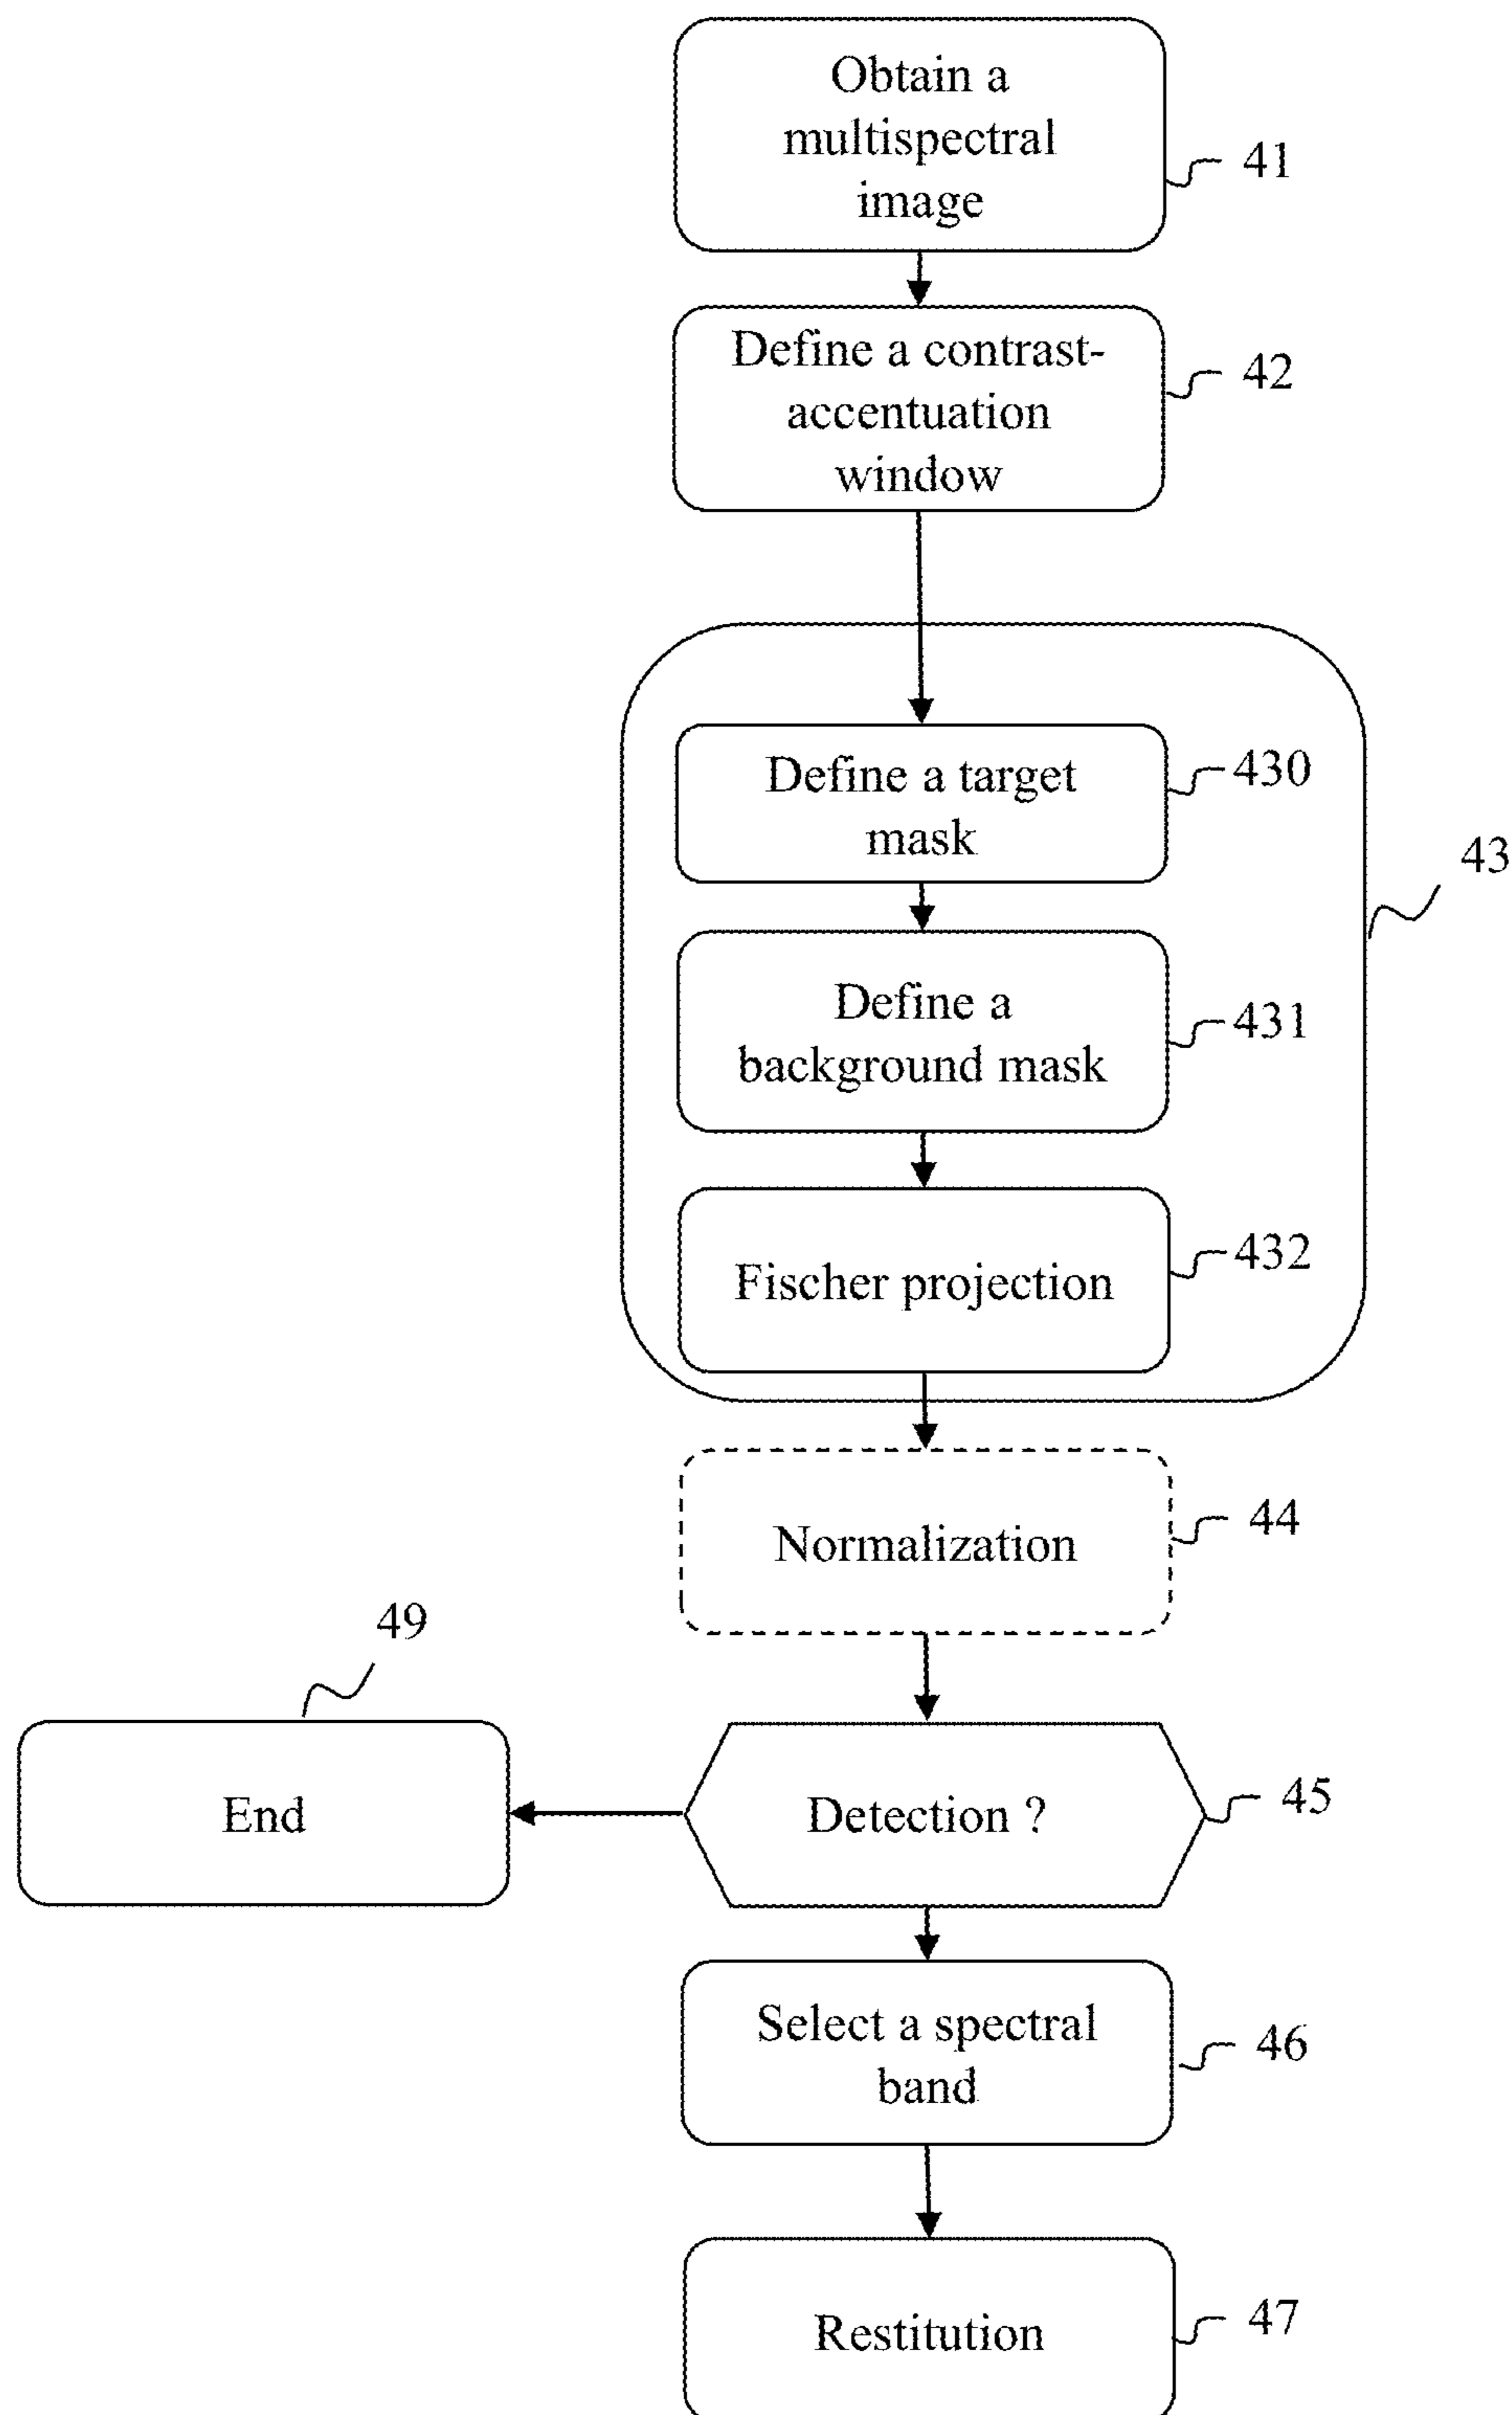 Obtain a
multispectral
image
41
Define a contrast-
accentuation
window
42
Define a target
mask
430
43
Define a
background mask
431
Fischer projection
432
Normalization
44
49
End
Detection ?
45
Select a spectral
band
46
Restitution
47